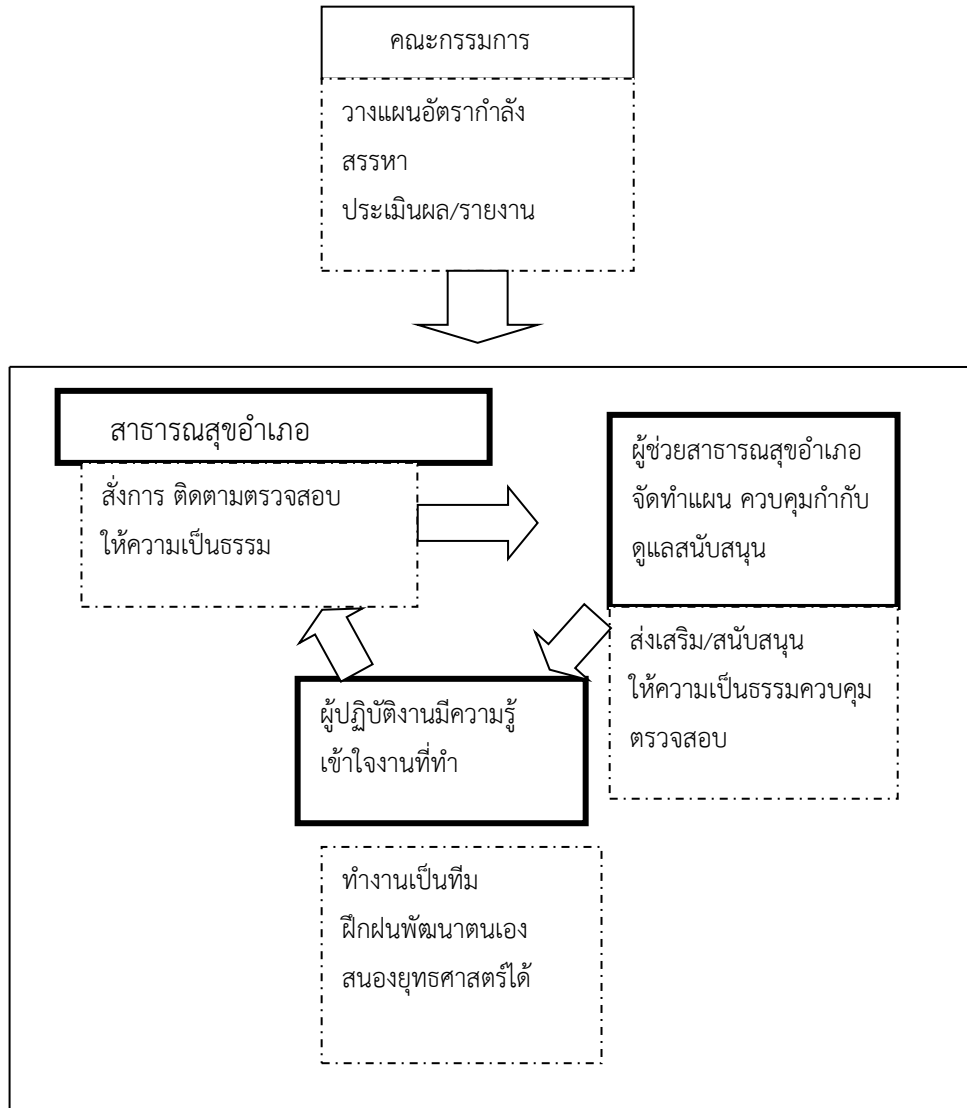 คณะกรรมการ
วางแผนอัตรากำลัง
สรรหา
ประเมินผล/รายงาน
สาธารณสุขอำเภอ
สั่งการ ติดตามตรวจสอบ
ให้ความเป็นธรรม
ผู้ช่วยสาธารณสุขอำเภอ
จัดทำแผน ควบคุมกำกับ
ดูแลสนับสนุน
ส่งเสริม/สนับสนุน
ให้ความเป็นธรรมควบคุม
ตรวจสอบ
ผู้ปฏิบัติงานมีความรู้
เข้าใจงานที่ทำ
ทำงานเป็นทีม
ฝึกฝนพัฒนาตนเอง
สนองยุทธศาสตร์ได้